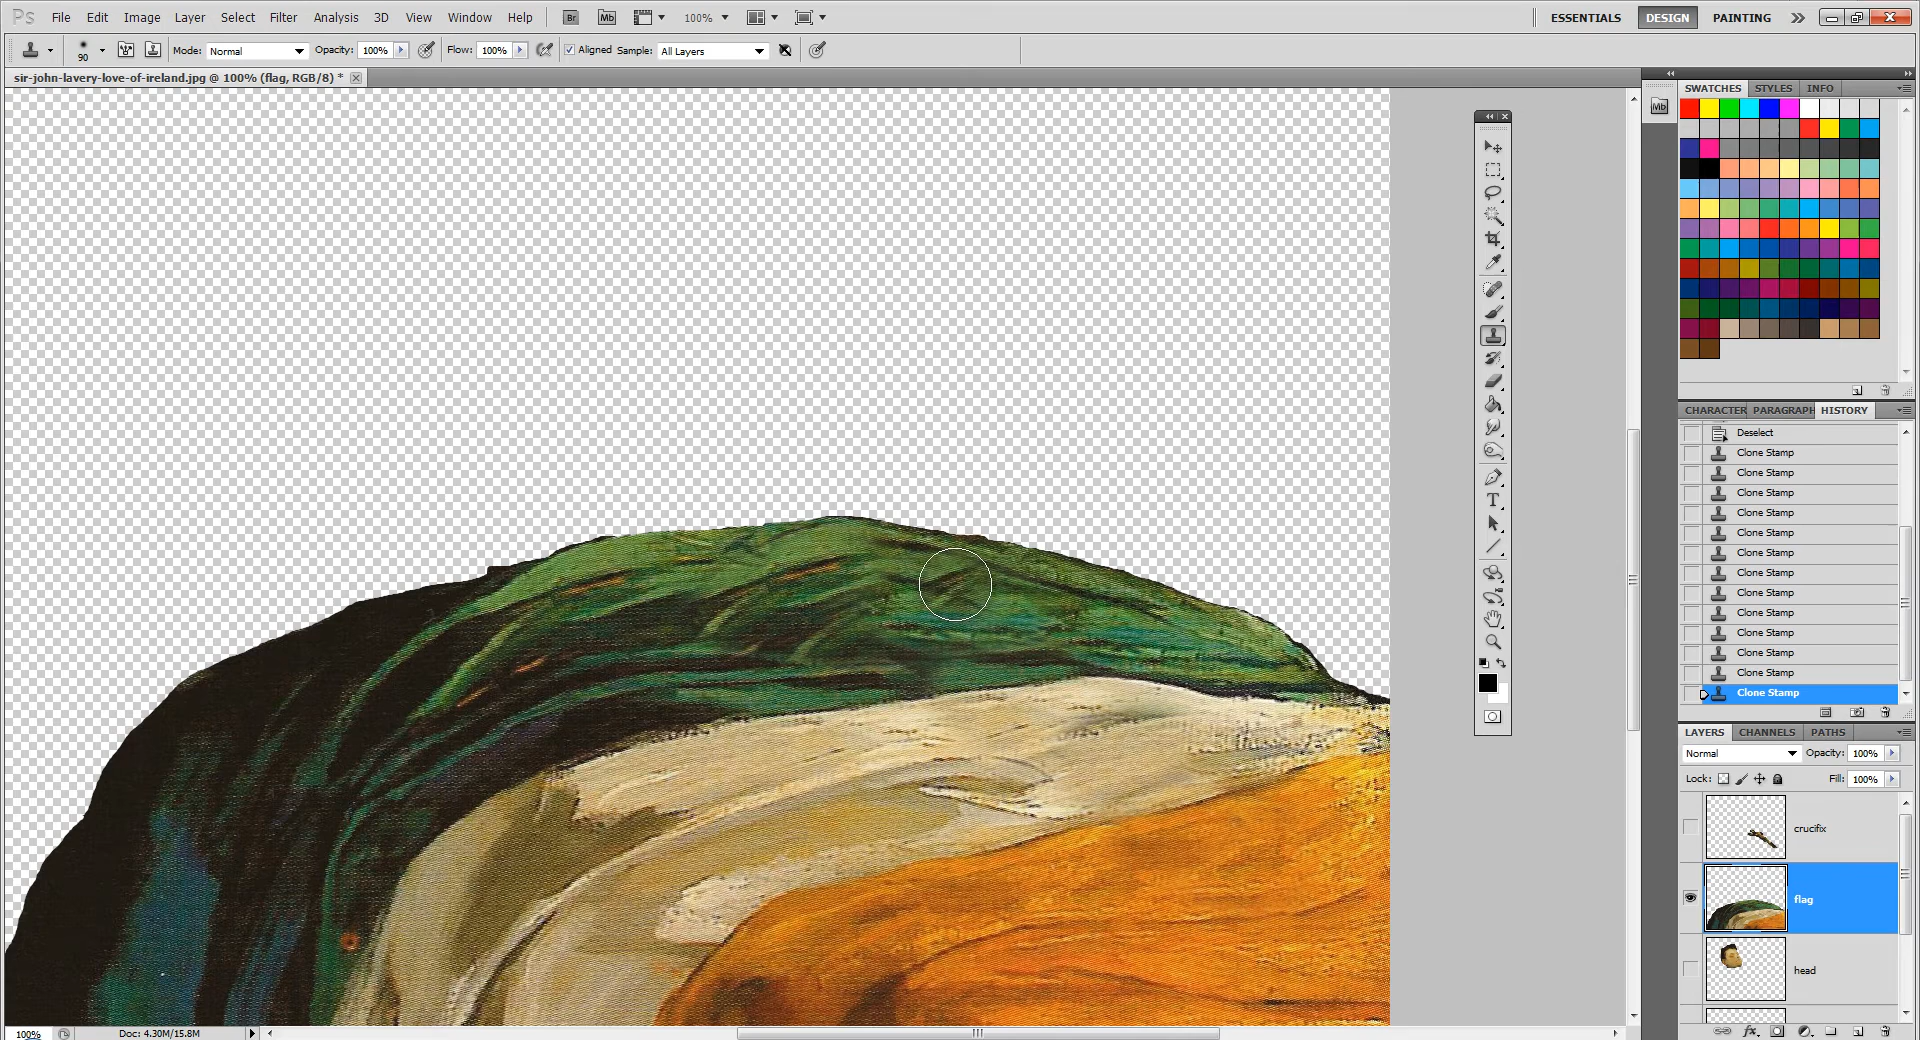 Ps File Edit Image Layer Select Filter Analysis 3D View Window Help Br Mb 100% ESSENTIALS DESIGN PAINTING
90 Mode: Normal Opacity: 100% Flow: 100% Aligned Sample: All Layers
sir-john-lavery-love-of-ireland.jpg @ 100% (flag, RGB/8) *
SWATCHES STYLES INFO
Mb
CHARACTER PARAGRAPH HISTORY
Deselect
Clone Stamp
Clone Stamp
Clone Stamp
Clone Stamp
Clone Stamp
Clone Stamp
Clone Stamp
Clone Stamp
Clone Stamp
Clone Stamp
Clone Stamp
Clone Stamp
Clone Stamp
LAYERS CHANNELS PATHS
Normal Opacity: 100%
Lock: Fill: 100%
crucifix
flag
head
100% Doc: 4.30M/15.8M